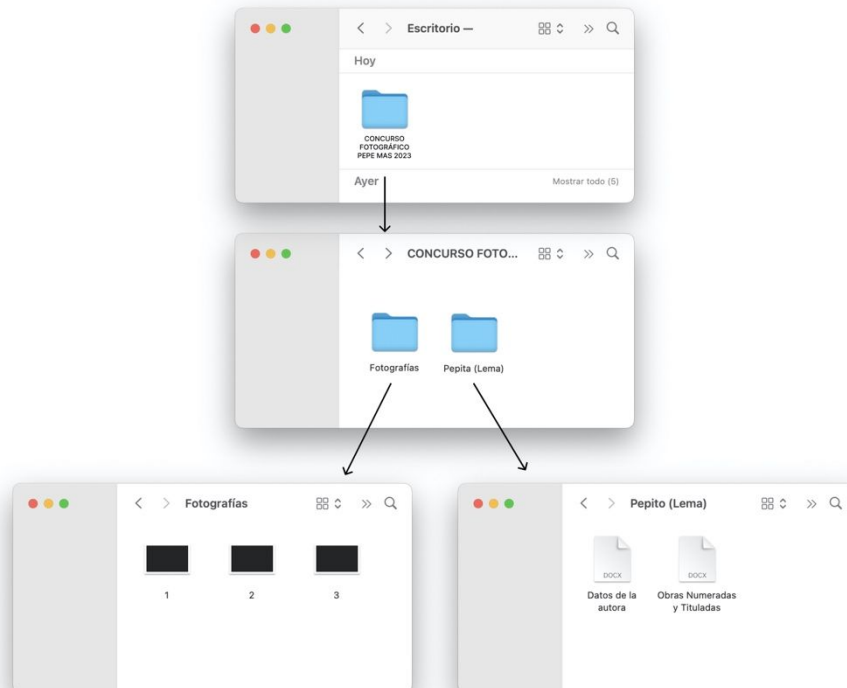 Escritorio —
Hoy
CONCURSO
FOTOGRÁFICO
PEPE MAS 2023
Ayer
Mostrar todo (5)
CONCURSO FOTO...
Fotografías
Pepita (Lema)
Fotografías
1
2
3
Pepito (Lema)
DOCX
DOCX
Datos de la
autora
Obras Numeradas
y Tituladas